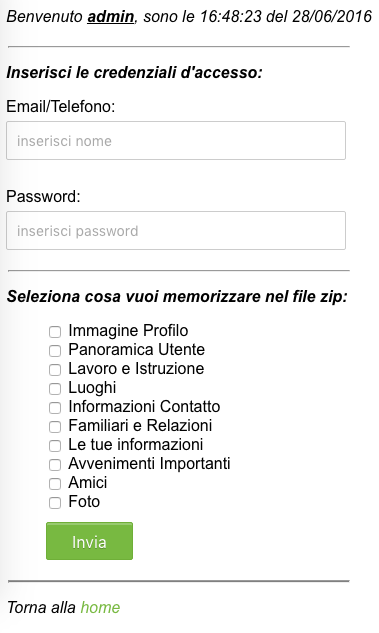 Benvenuto admin, sono le 16:48:23 del 28/06/2016
Inserisci le credenziali d'accesso:
Email/Telefono:
inserisci nome
Password:
inserisci password
Seleziona cosa vuoi memorizzare nel file zip:
Immagine Profilo
Panoramica Utente
Lavoro e Istruzione
Luoghi
Informazioni Contatto
Familiari e Relazioni
Le tue informazioni
Avvenimenti Importanti
Amici
Foto
Invia
Torna alla home